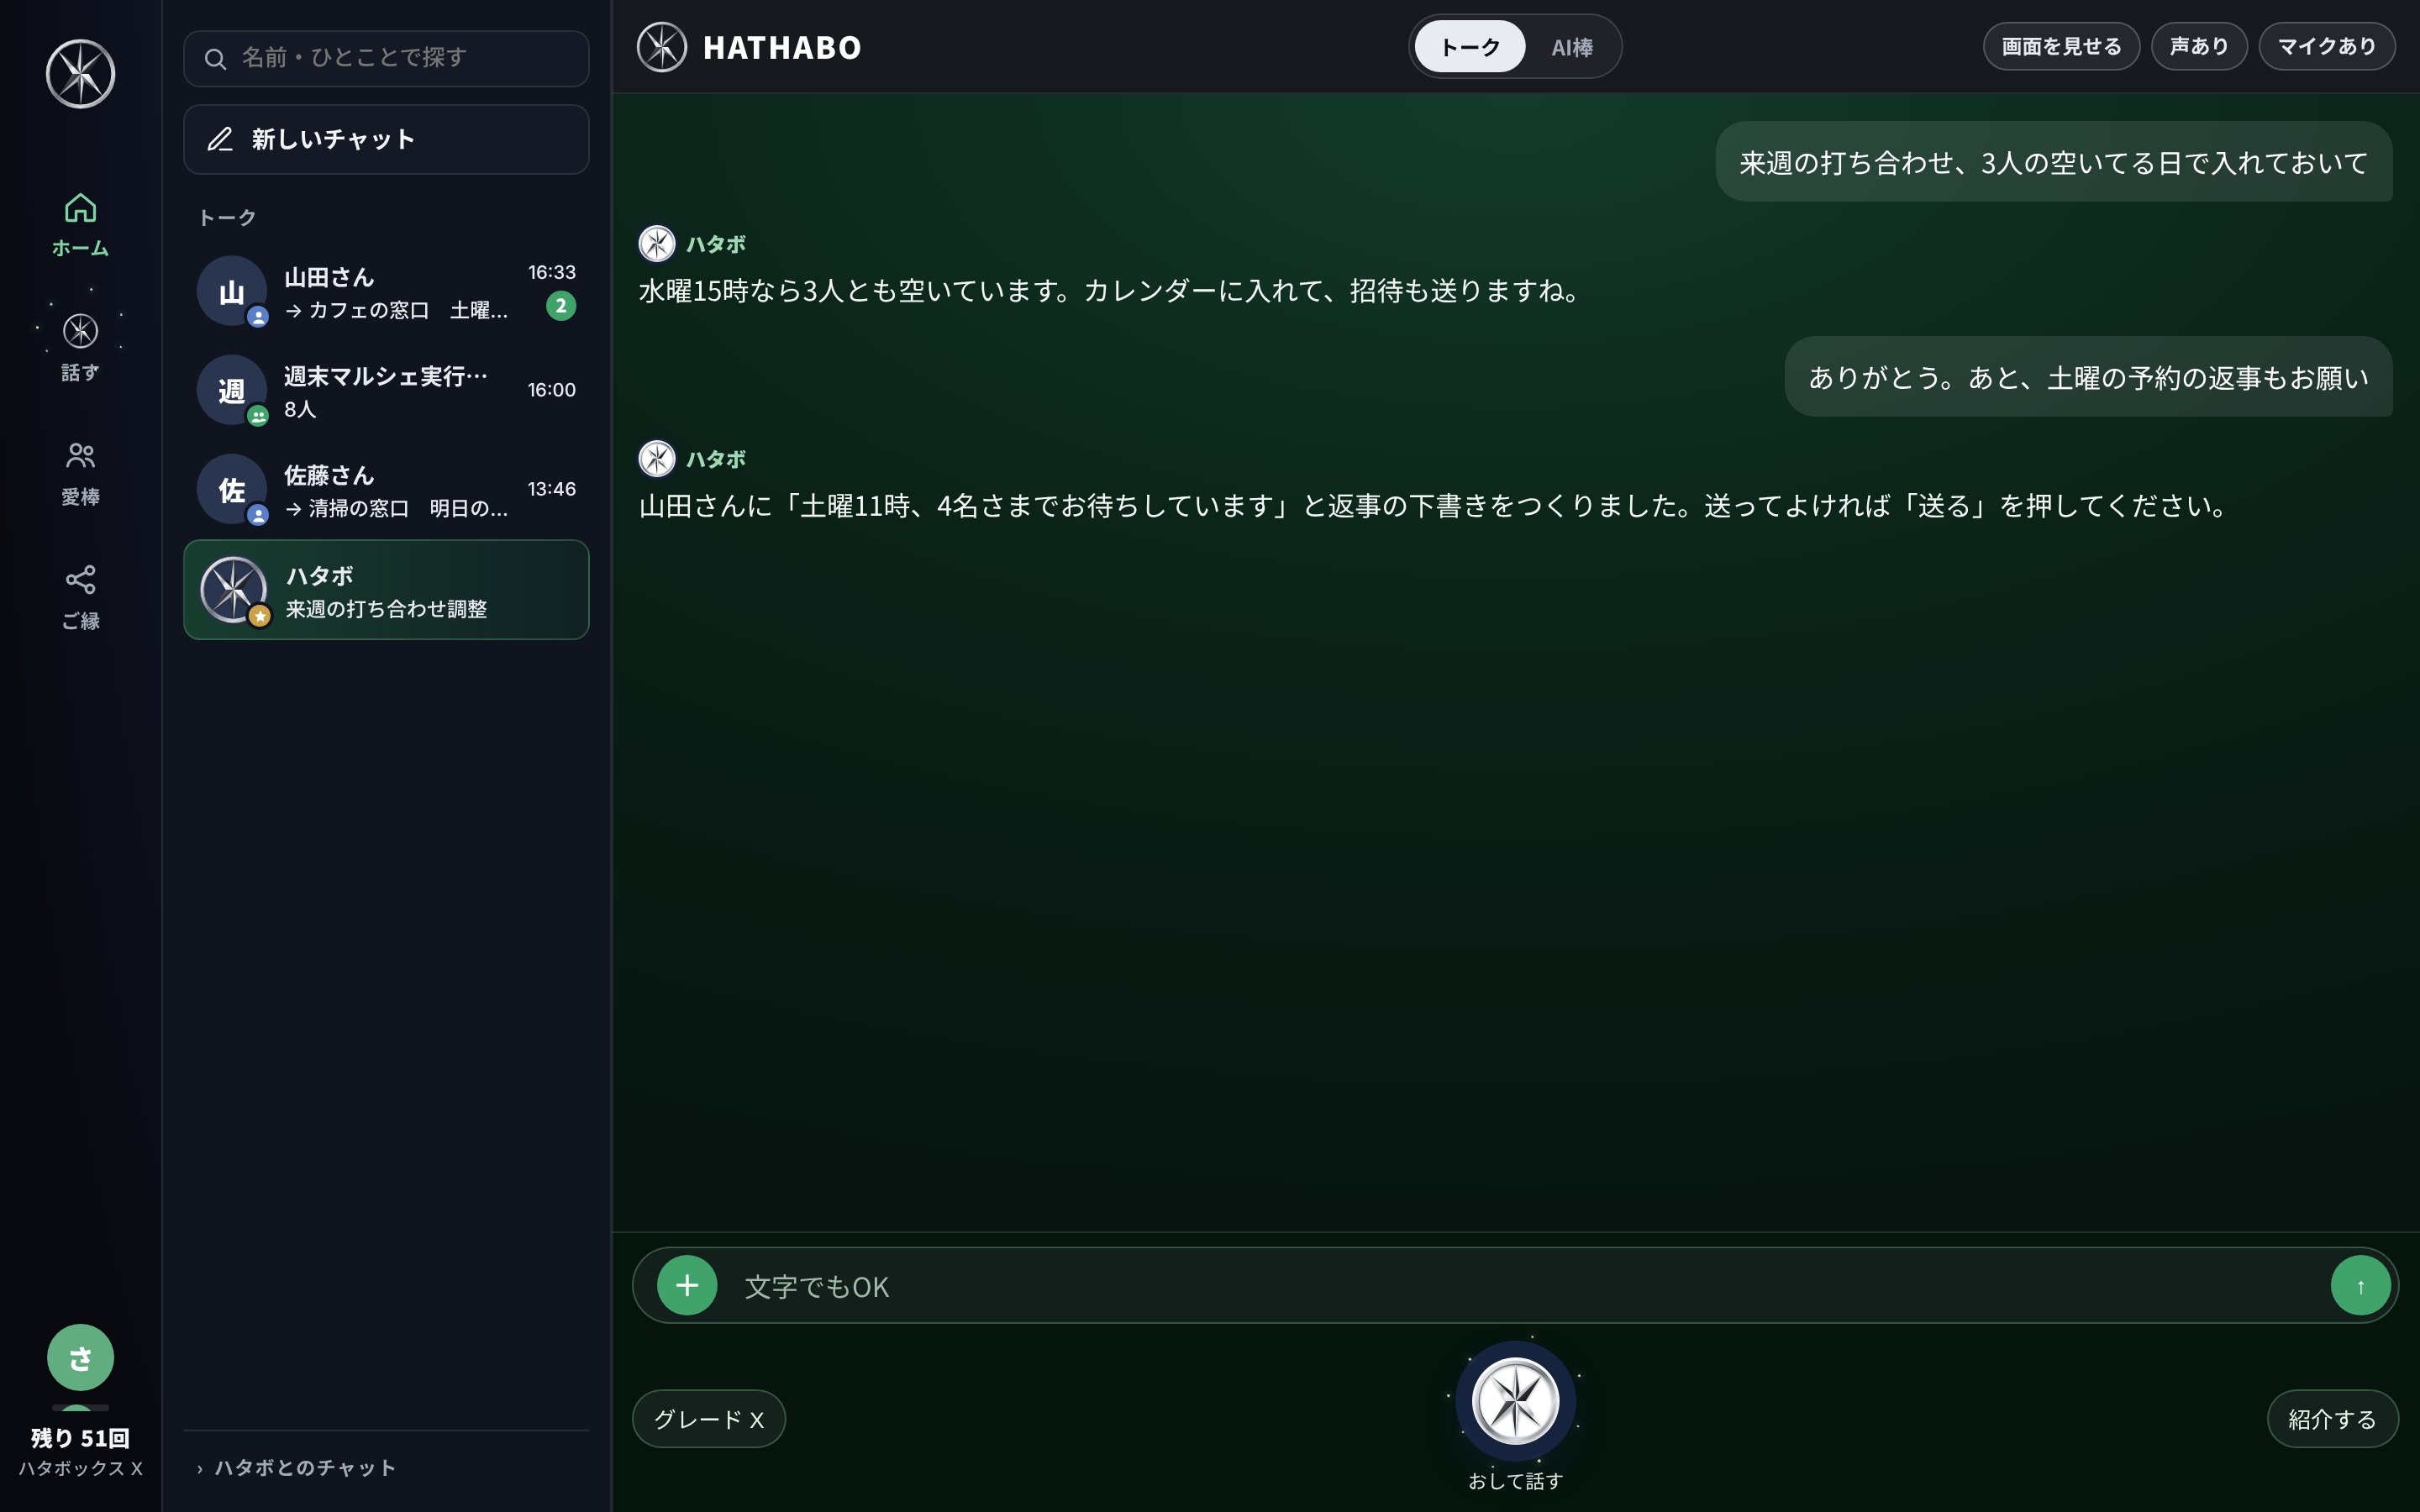 ホーム
話す
愛棒
ご縁
さ
残り 51回
ハタボックス X
名前・ひとことで探す
新しいチャット
トーク
山
山田さん
16:33
→ カフェの窓口　土曜...
2
週
週末マルシェ実行…
16:00
8人
佐
佐藤さん
13:46
→ 清掃の窓口　明日の...
ハタボ
来週の打ち合わせ調整
› ハタボとのチャット
HATHABO
トーク
AI棒
画面を見せる
声あり
マイクあり
来週の打ち合わせ、3人の空いてる日で入れておいて
ハタボ
水曜15時なら3人とも空いています。カレンダーに入れて、招待も送りますね。
ありがとう。あと、土曜の予約の返事もお願い
ハタボ
山田さんに「土曜11時、4名さまでお待ちしています」と返事の下書きをつくりました。送ってよければ「送る」を押してください。
文字でもOK
↑
グレード X
おして話す
紹介する